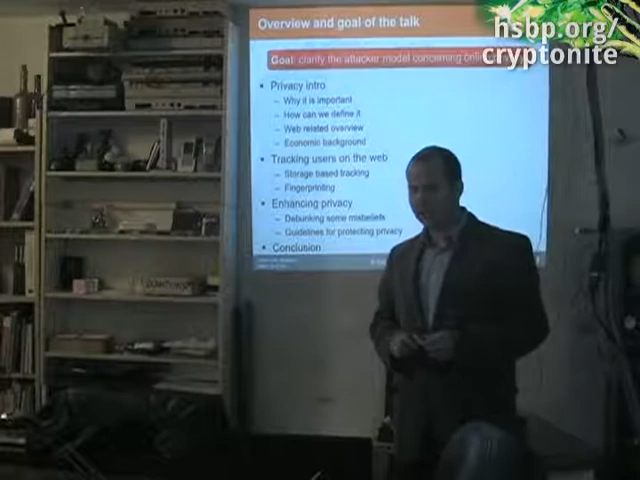 Overview and goal of the talk
hsbp.org/
cryptonite
Goal: clarify the attacker model concerning
• Privacy intro
– Why it is important
– How can we define it
– Web related overview
– Economic background
• Tracking users on the web
– Storage based tracking
– Fingerprinting
• Enhancing privacy
– Debunking some misbeliefs
– Guidelines for protecting privacy
• Conclusion